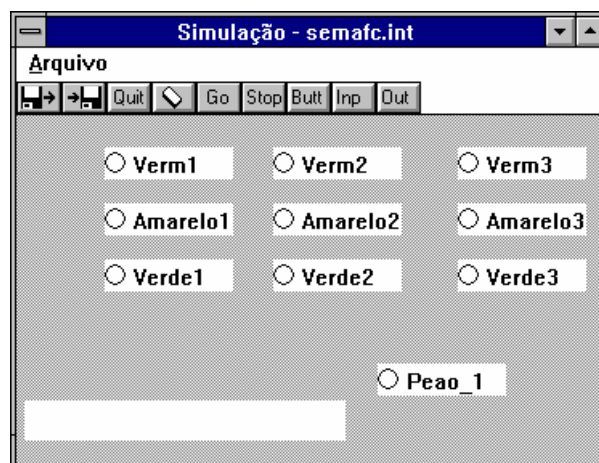 Simulação - semafc.int
Arquivo
Quit Go Stop Butt Inp Out
Verm1 Verm2 Verm3
Amarelo1 Amarelo2 Amarelo3
Verde1 Verde2 Verde3
Peao_1